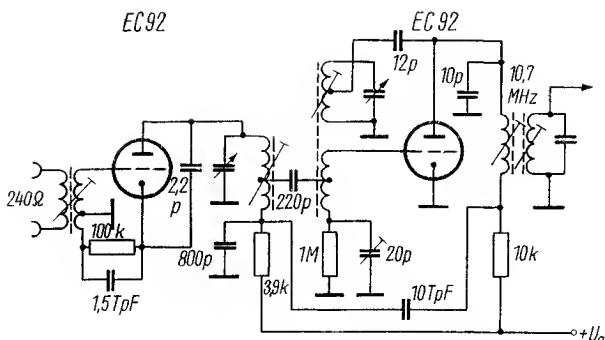 EC92
EC92
12p
10p
10,7
MHz
240Ω
2,2
p
220p
100k
800p
1M
20p
10k
3,9k
10TpF
1,5TpF